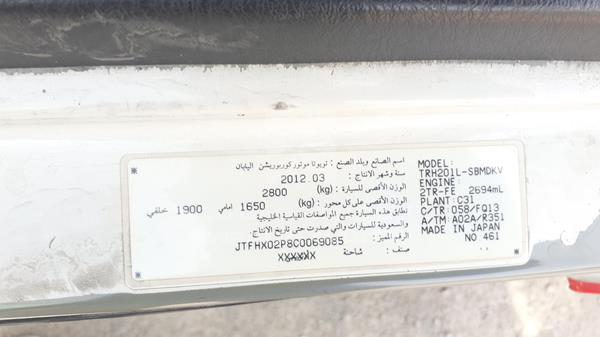 اسم الصانع وبلد الصنع : تويوتا موتور كوربوريشن اليابان
سنة وشهر الانتاج : 2012.03
الوزن الأقصى للسيارة : (kg) 2800
الوزن الأقصى على كل محور : (kg) 1650 امامي 1900 خلفي
تطابق هذه السيارة جميع المواصفات القياسية الخليجية
والسعودية للسيارات والتي صدرت حتى تاريخ الانتاج
الرقم المميز : JTFHX02P8C0069085
صنف : شاحنة XXXXXX
MODEL:
TRH201L-SBMDKV
ENGINE:
2TR-FE 2694mL
PLANT: C31
C/TR: 058/FQ13
A/TM: A02A/R351
MADE IN JAPAN
NO 461